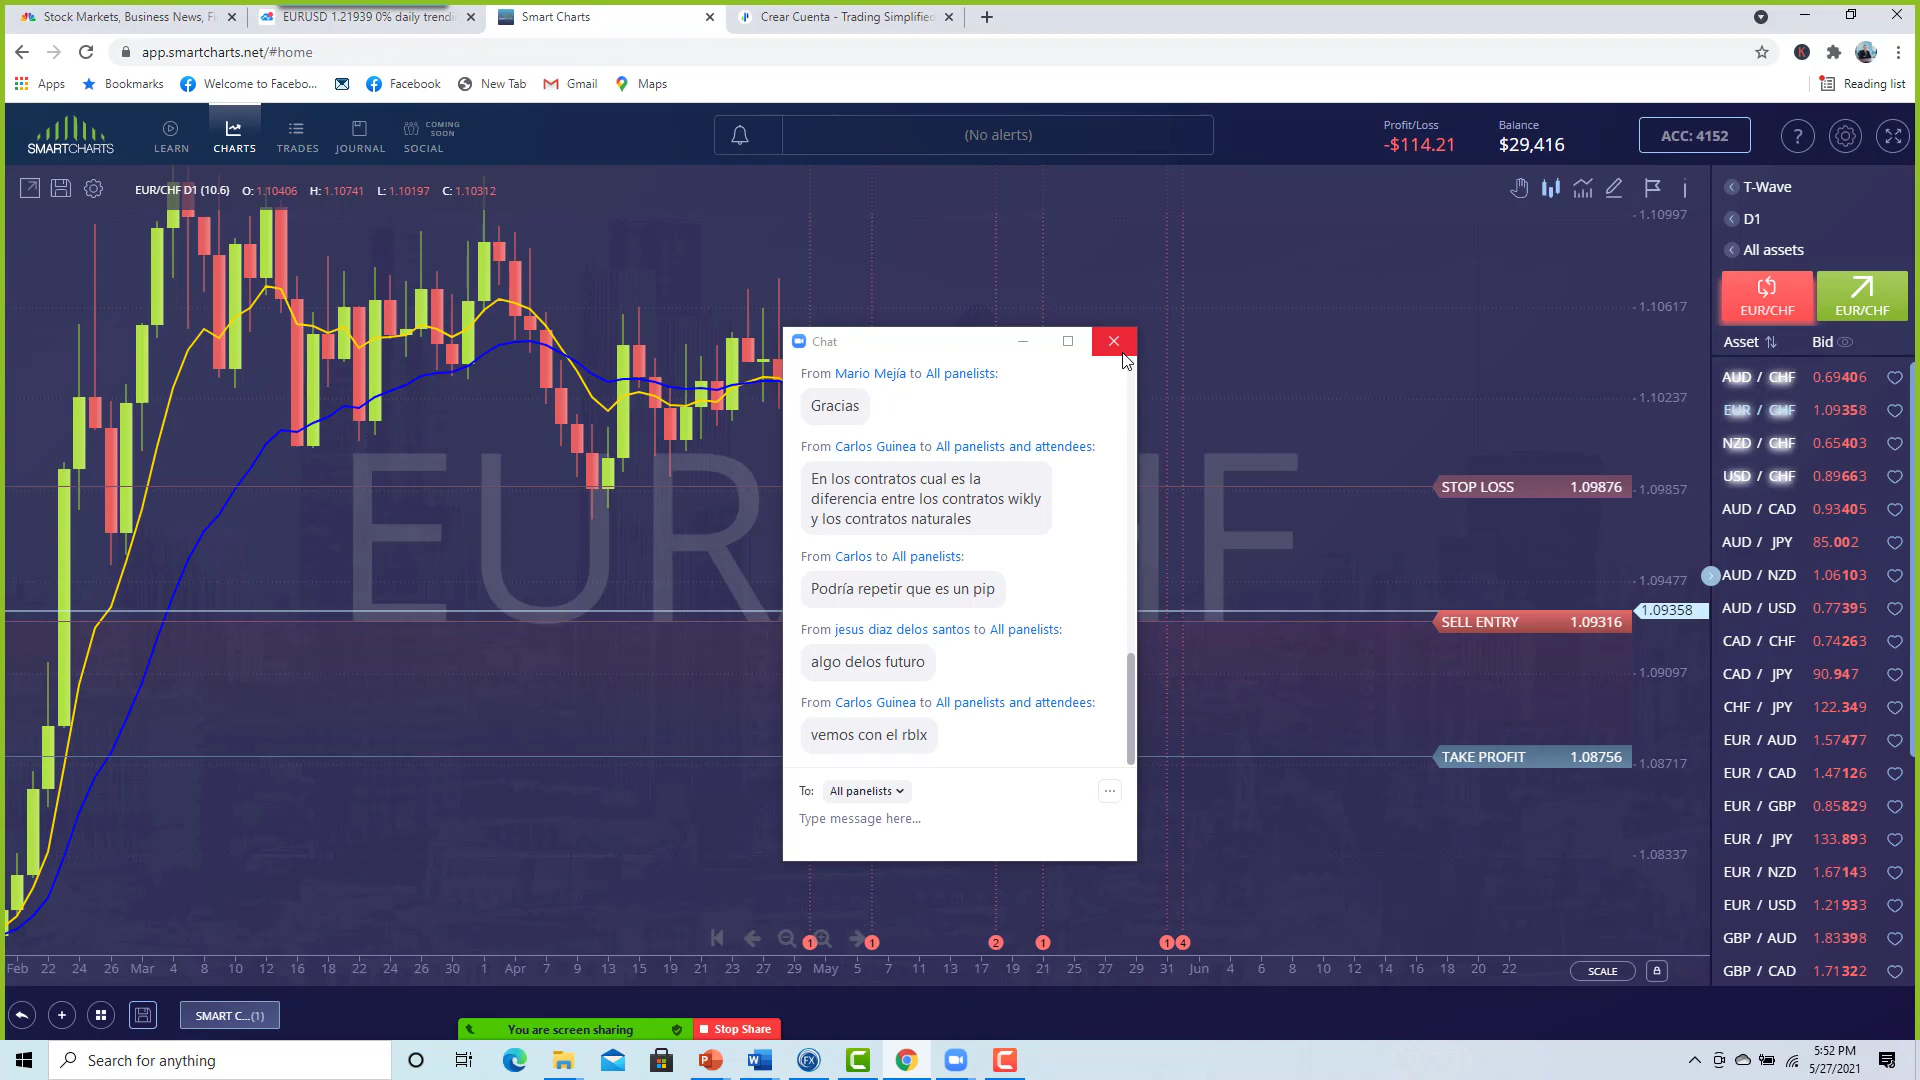 Stock Markets, Business News, Fi
EURUSD 1.21939 0% daily trendi
Smart Charts
Crear Cuenta - Trading Simplified
app.smartcharts.net/#home
Apps
Bookmarks
Welcome to Facebo...
Facebook
New Tab
Gmail
Maps
Reading list
SMARTCHARTS
LEARN
CHARTS
TRADES
JOURNAL
COMING SOON
SOCIAL
(No alerts)
Profit/Loss
-$114.21
Balance
$29,416
ACC: 4152
EUR/CHF D1 (10.6) O: 1.10406 H: 1.10741 L: 1.10197 C: 1.10312
T-Wave
D1
All assets
EUR/CHF
EUR/CHF
Asset
Bid
AUD / CHF 0.69406
EUR / CHF 1.09358
NZD / CHF 0.65403
USD / CHF 0.89663
AUD / CAD 0.93405
AUD / JPY 85.002
AUD / NZD 1.06103
AUD / USD 0.77395
CAD / CHF 0.74263
CAD / JPY 90.947
CHF / JPY 122.349
EUR / AUD 1.57477
EUR / CAD 1.47126
EUR / GBP 0.85829
EUR / JPY 133.893
EUR / NZD 1.67143
EUR / USD 1.21933
GBP / AUD 1.83398
GBP / CAD 1.71322
1.10997
1.10617
1.10237
1.09857
1.09477
1.09358
1.09097
1.08717
1.08337
STOP LOSS 1.09876
SELL ENTRY 1.09316
TAKE PROFIT 1.08756
EUR
HF
Chat
From Mario Mejía to All panelists:
Gracias
From Carlos Guinea to All panelists and attendees:
En los contratos cual es la
diferencia entre los contratos wikly
y los contratos naturales
From Carlos to All panelists:
Podría repetir que es un pip
From jesus diaz delos santos to All panelists:
algo delos futuro
From Carlos Guinea to All panelists and attendees:
vemos con el rblx
To: All panelists
Type message here...
1 1 2 1 1 4
Feb 22 24 26 Mar 4 8 10 12 16 18 22 24 26 30 1 Apr 7 9 13 15 19 21 23 27 29 May 5 7 11 13 17 19 21 25 27 29 31 Jun 4 6 8 10 12 14 16 18 20 22
SCALE
SMART C...(1)
You are screen sharing
Stop Share
Search for anything
5:52 PM
5/27/2021